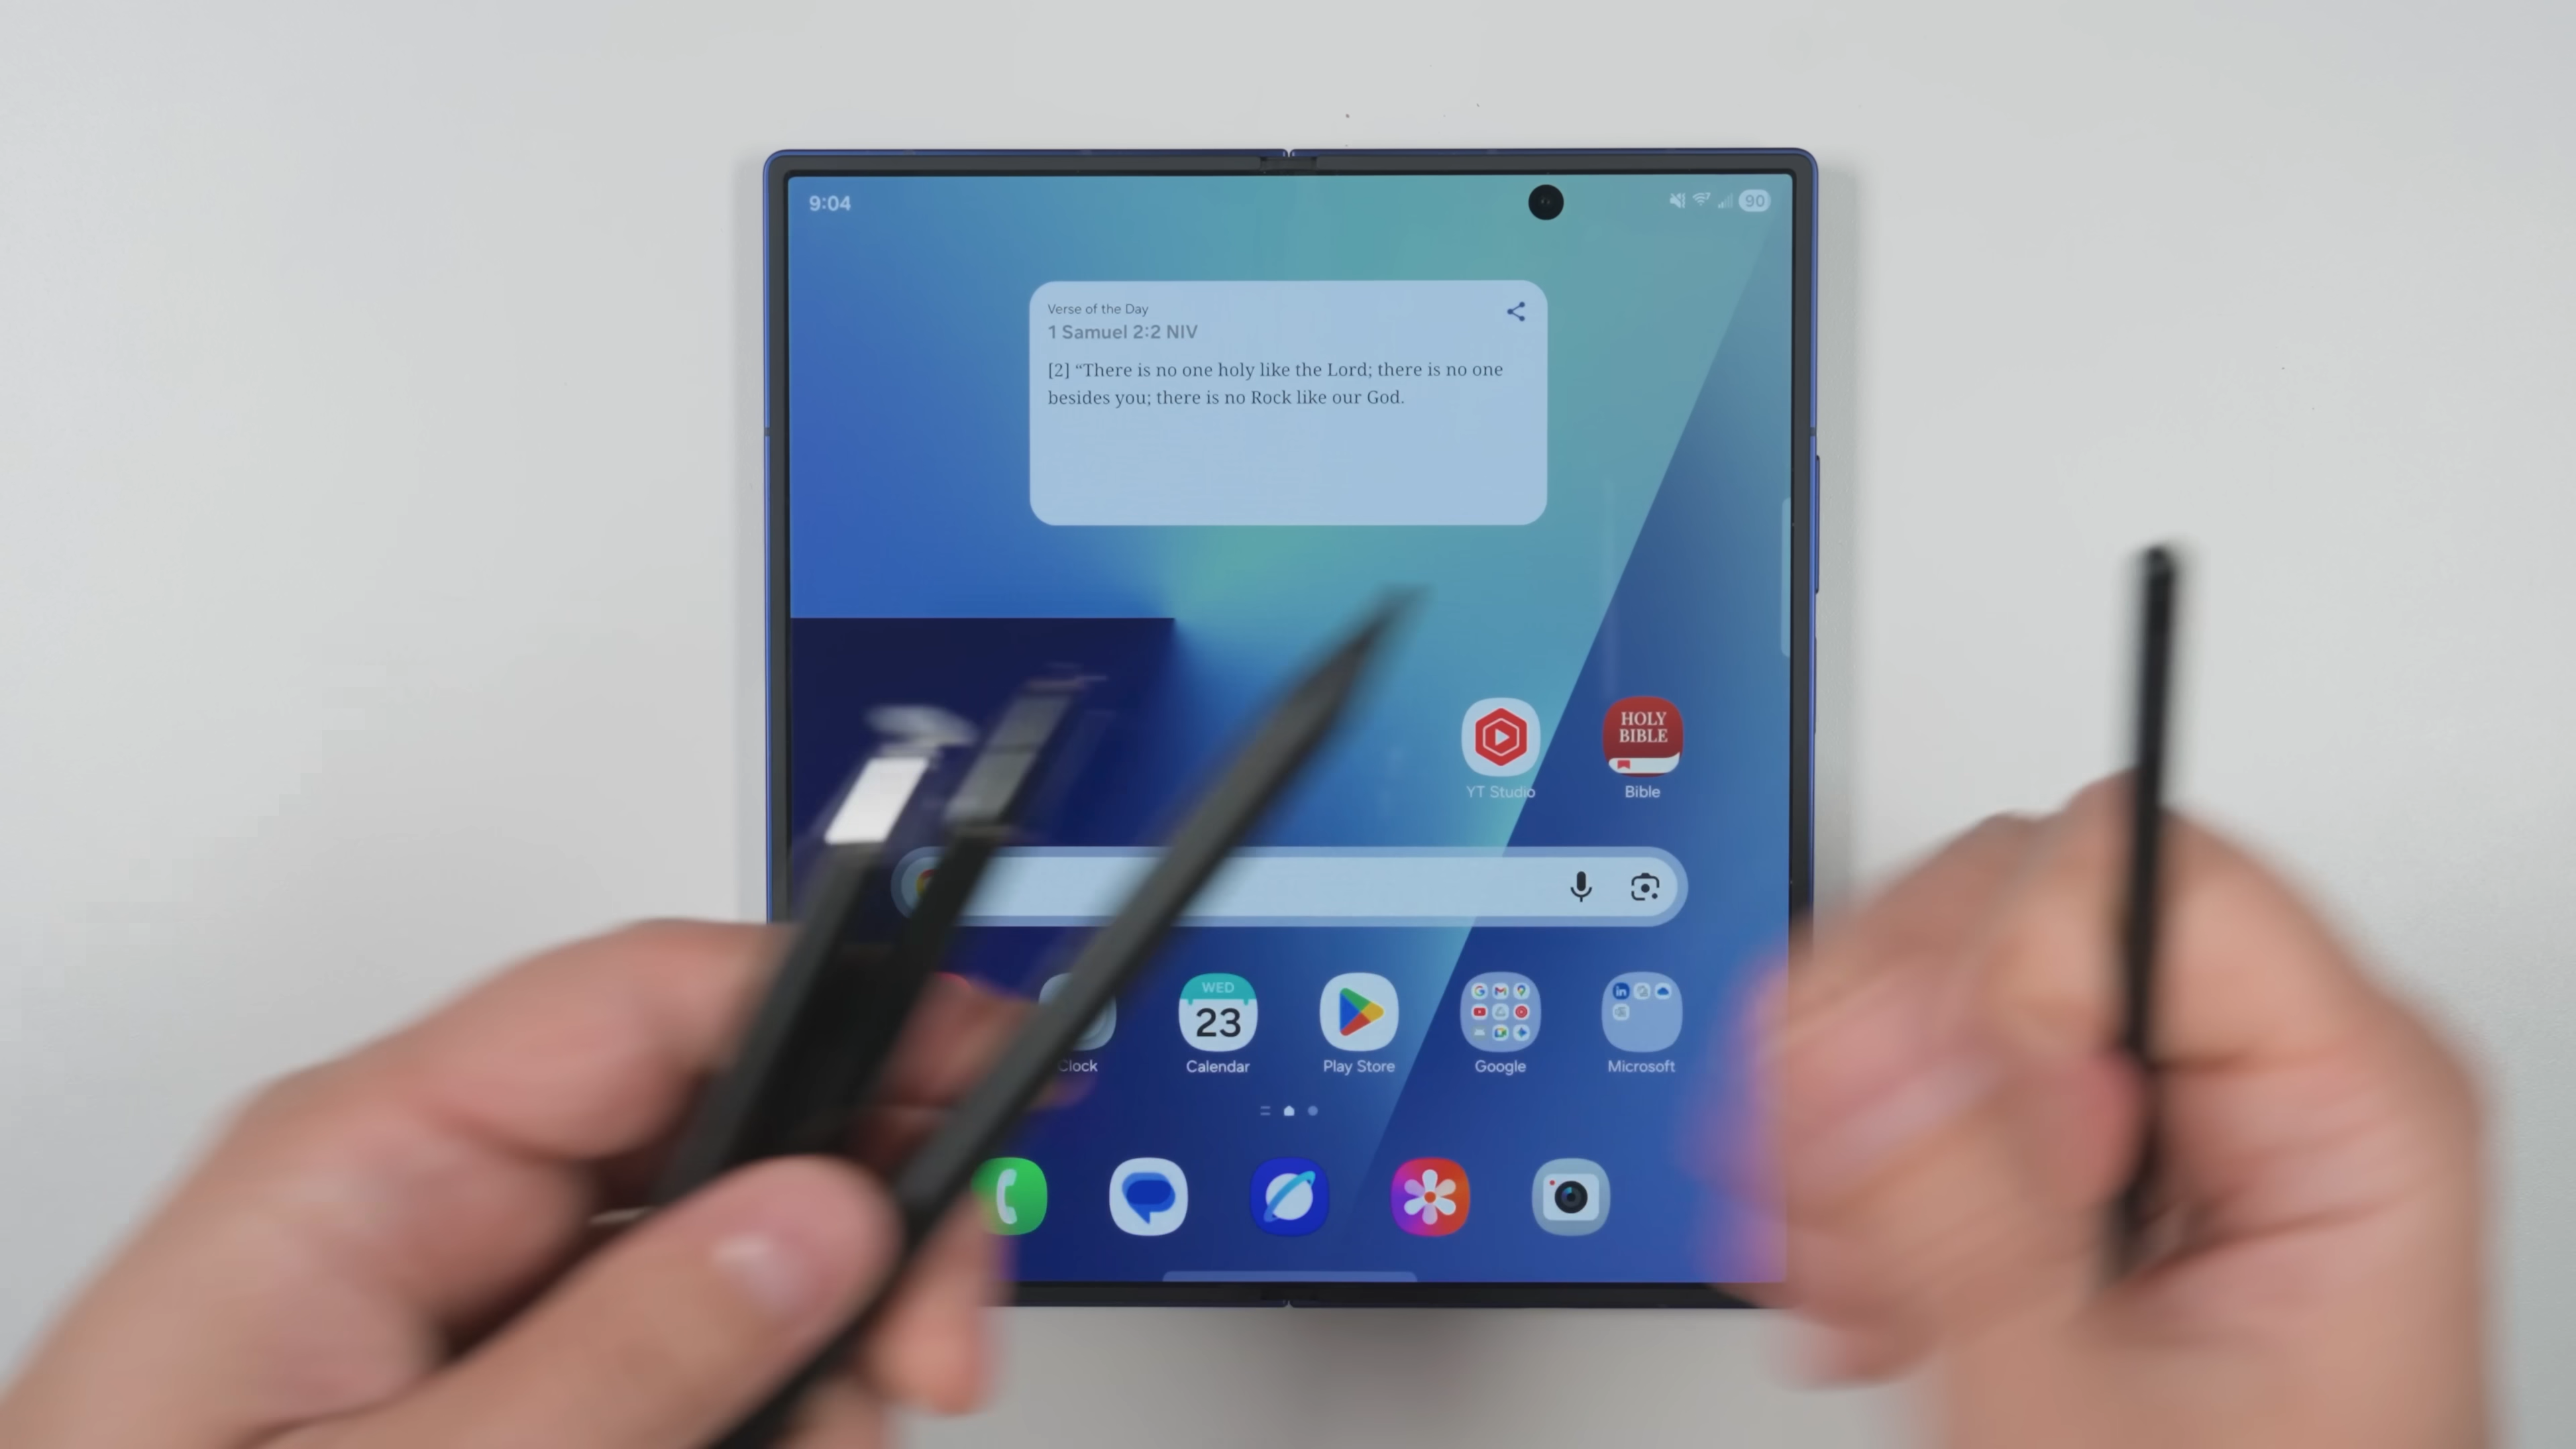 9:04
90
Verse of the Day
1 Samuel 2:2 NIV
[2] “There is no one holy like the Lord; there is no one
besides you; there is no Rock like our God.
HOLY
BIBLE
YT Studio
Bible
WED
23
Clock
Calendar
Play Store
Google
Microsoft